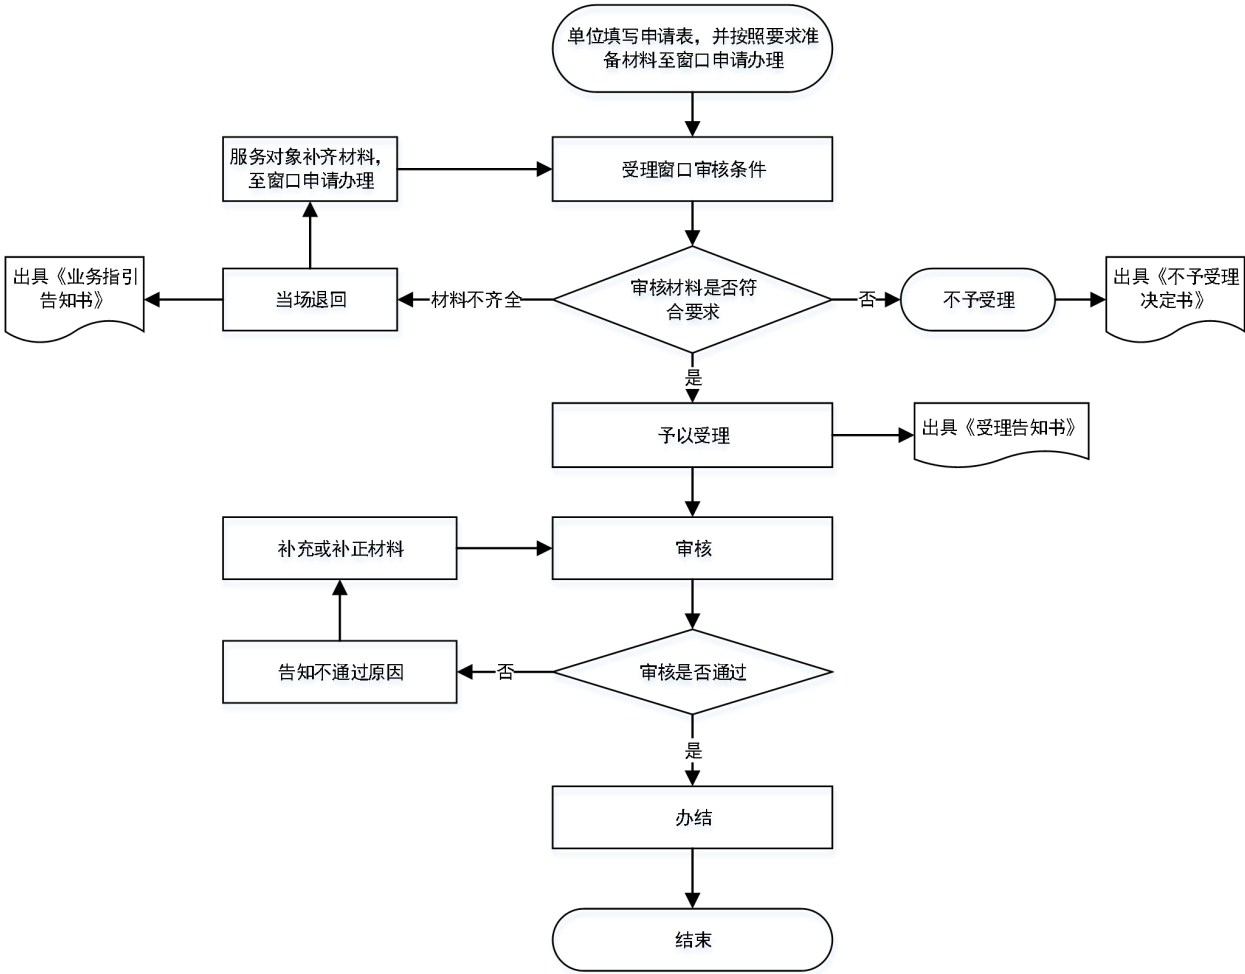 单位填写申请表，并按照要求准
备材料至窗口申请办理
服务对象补齐材料，
至窗口申请办理
受理窗口审核条件
出具《业务指引
告知书》
当场退回
材料不齐全
审核材料是否符
合要求
否
不予受理
出具《不予受理
决定书》
是
予以受理
出具《受理告知书》
补充或补正材料
审核
告知不通过原因
否
审核是否通过
是
办结
结束